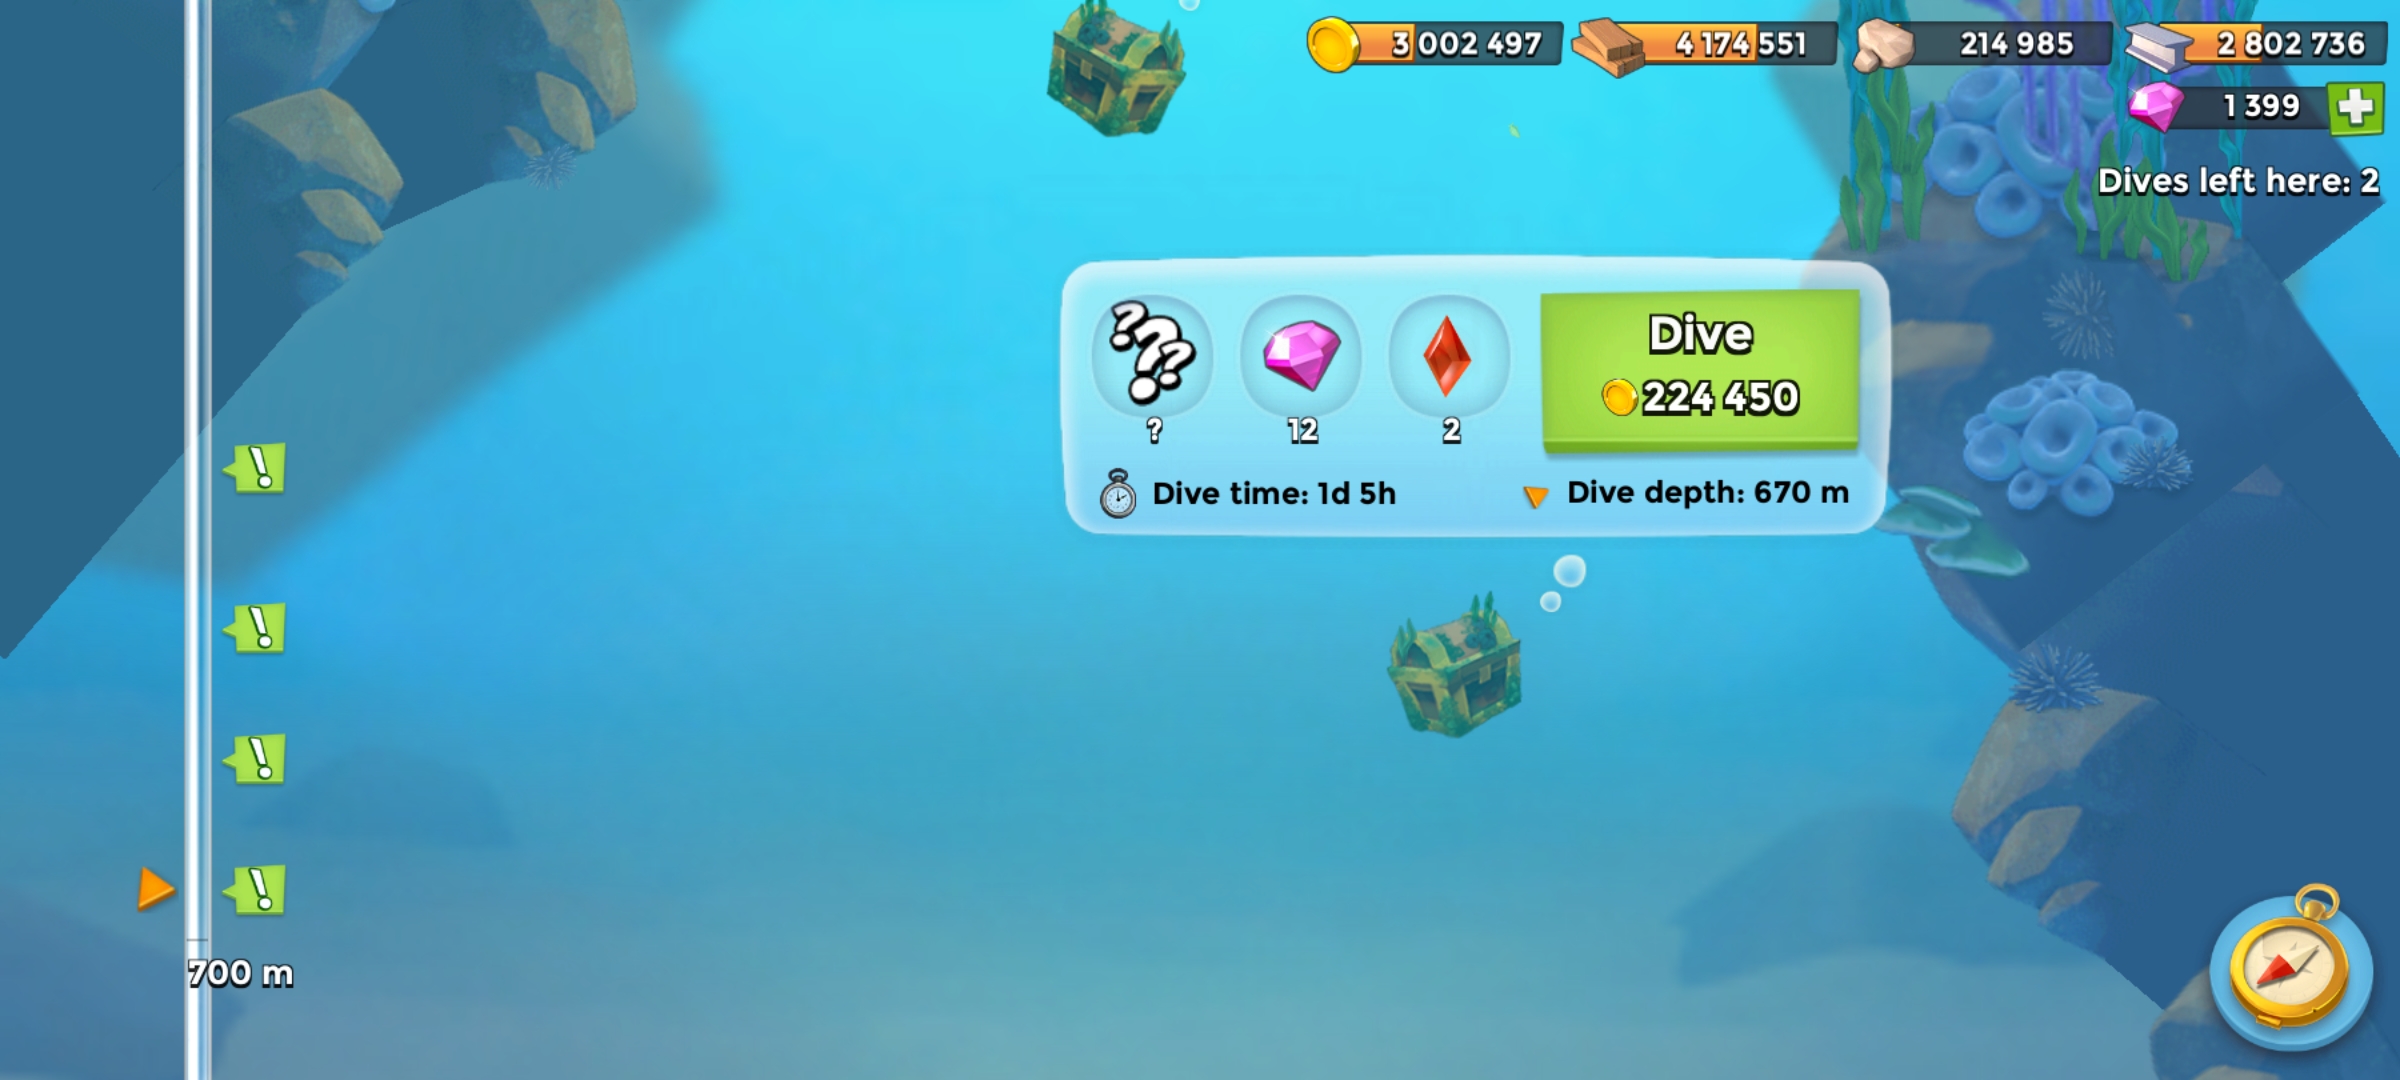 3 002 497
4 174 551
214 985
2 802 736
1 399
Dives left here: 2
???
Dive
224 450
?
12
2
Dive time: 1d 5h
Dive depth: 670 m
!
!
!
!
700 m